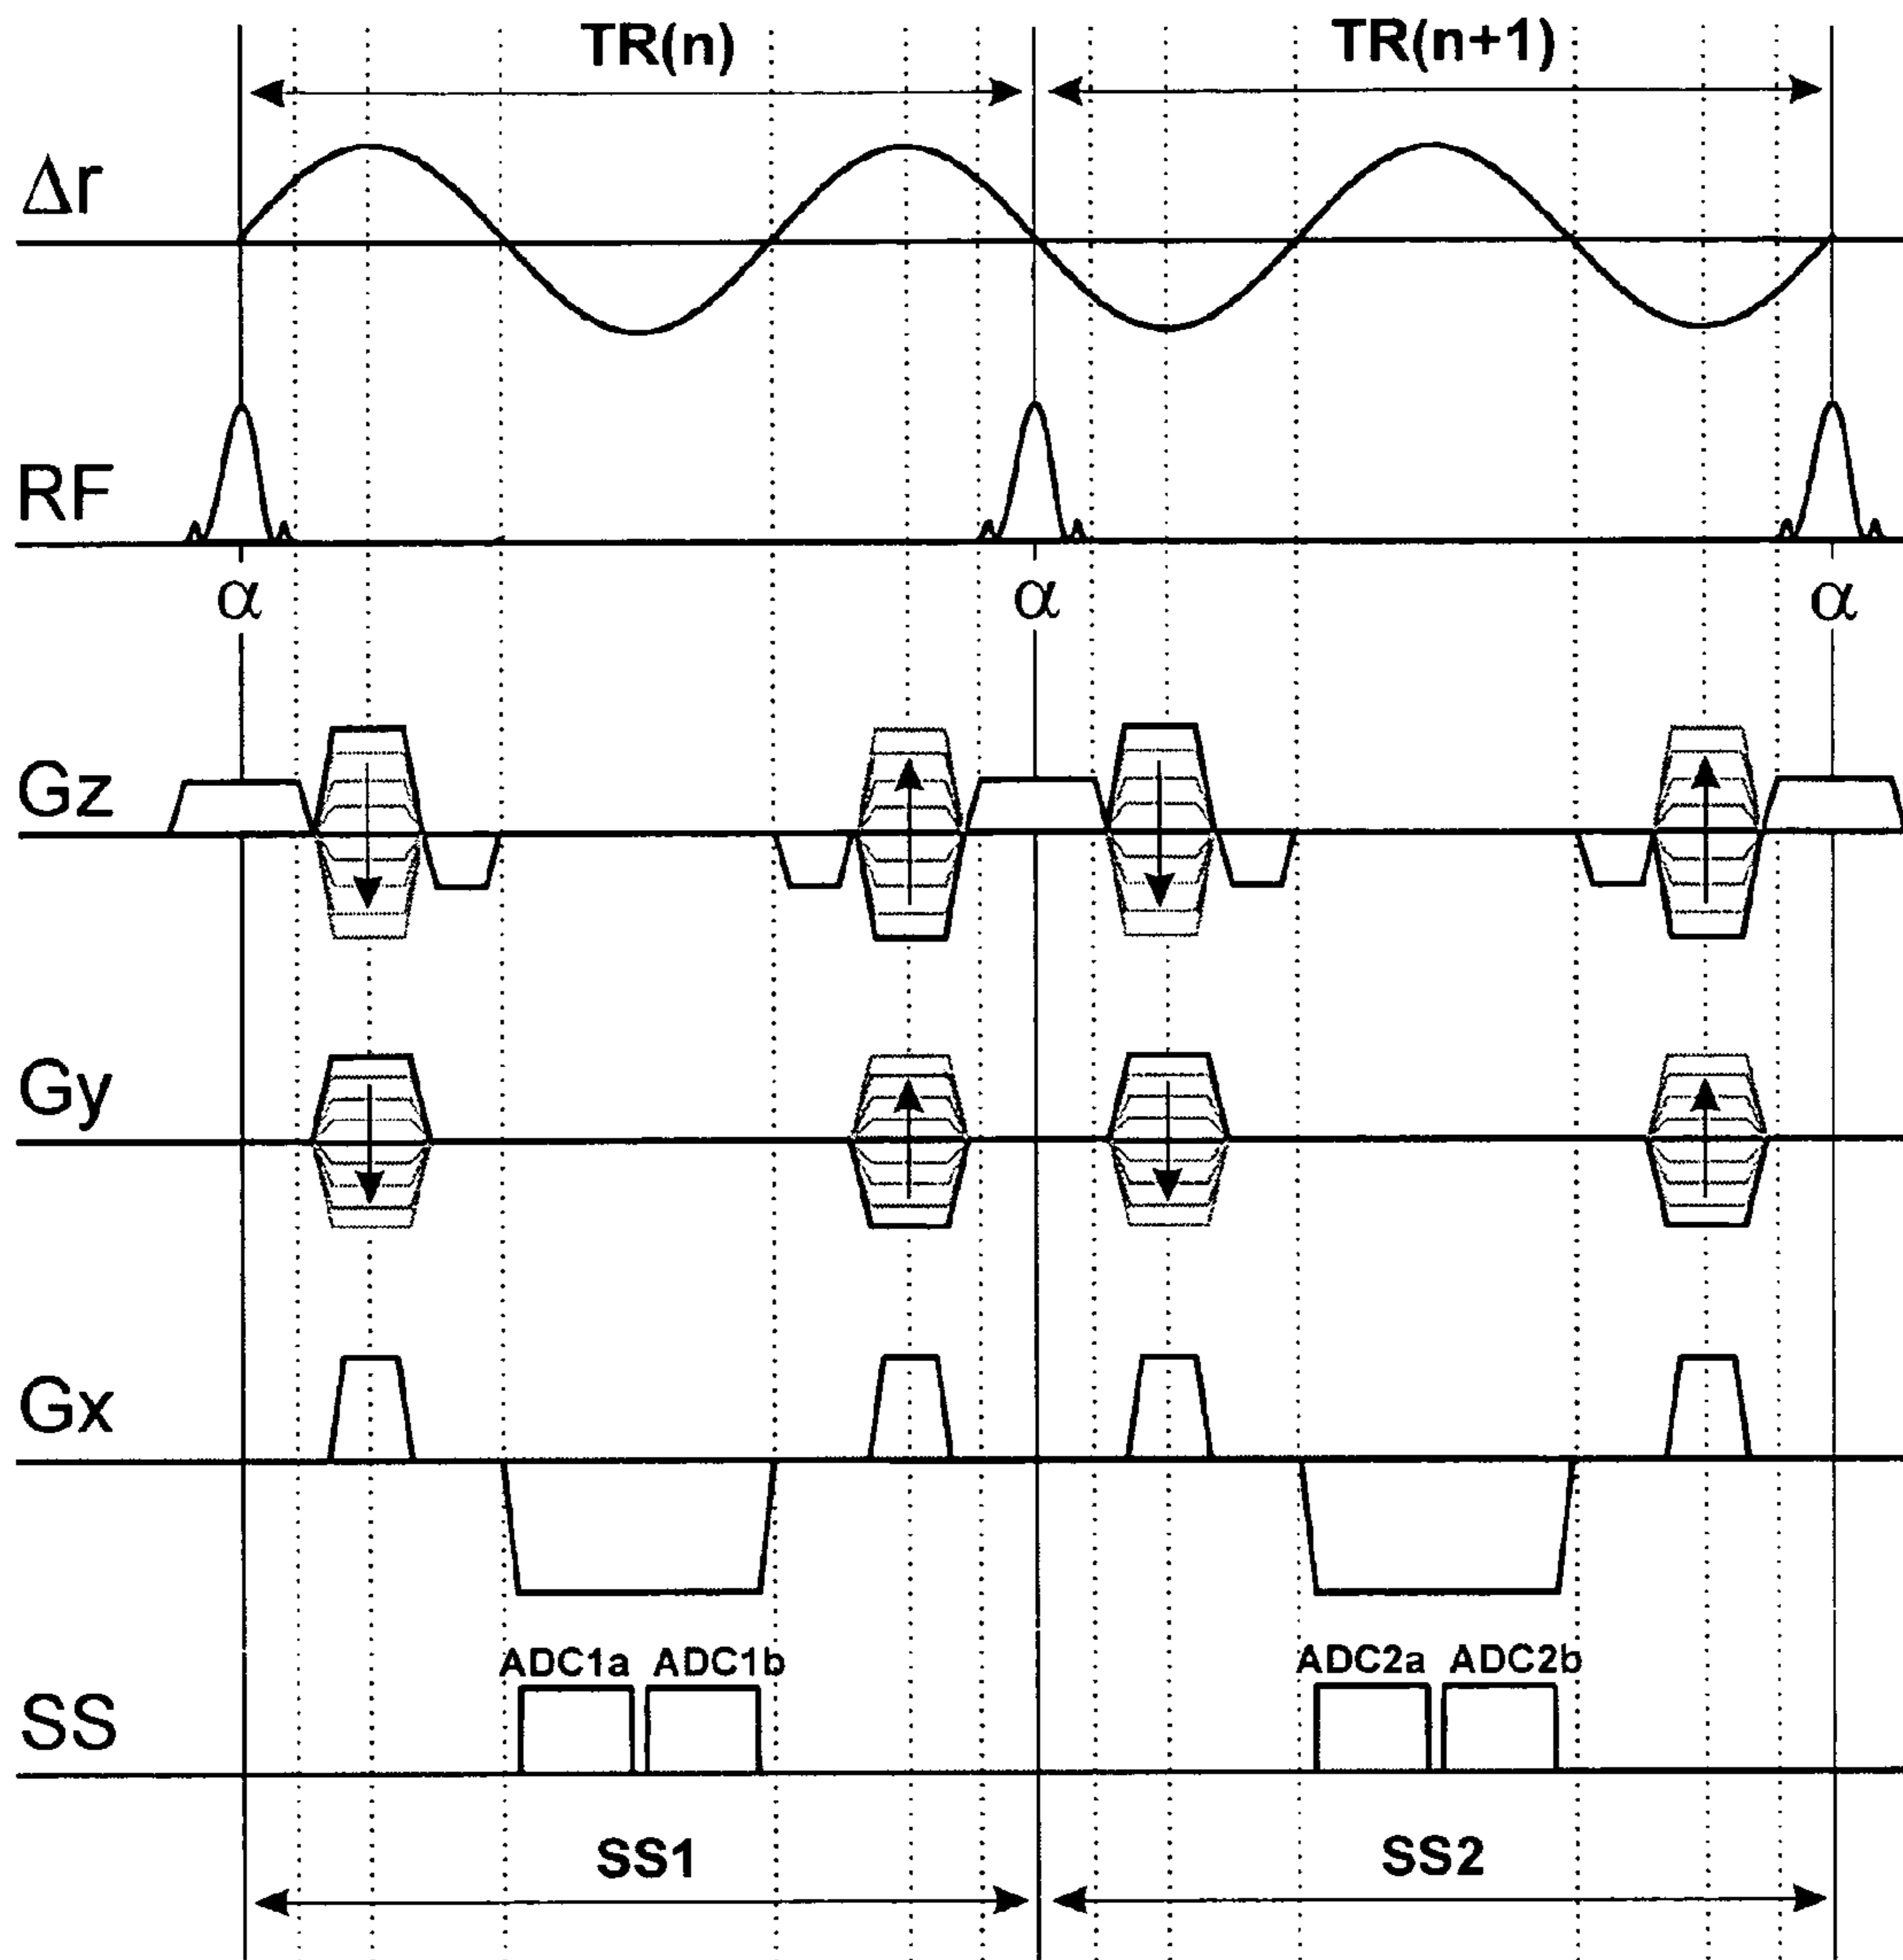 TR(n) TR(n+1)
Δr
RF
α α α
Gz
Gy
Gx
ADC1a ADC1b ADC2a ADC2b
SS
SS1 SS2